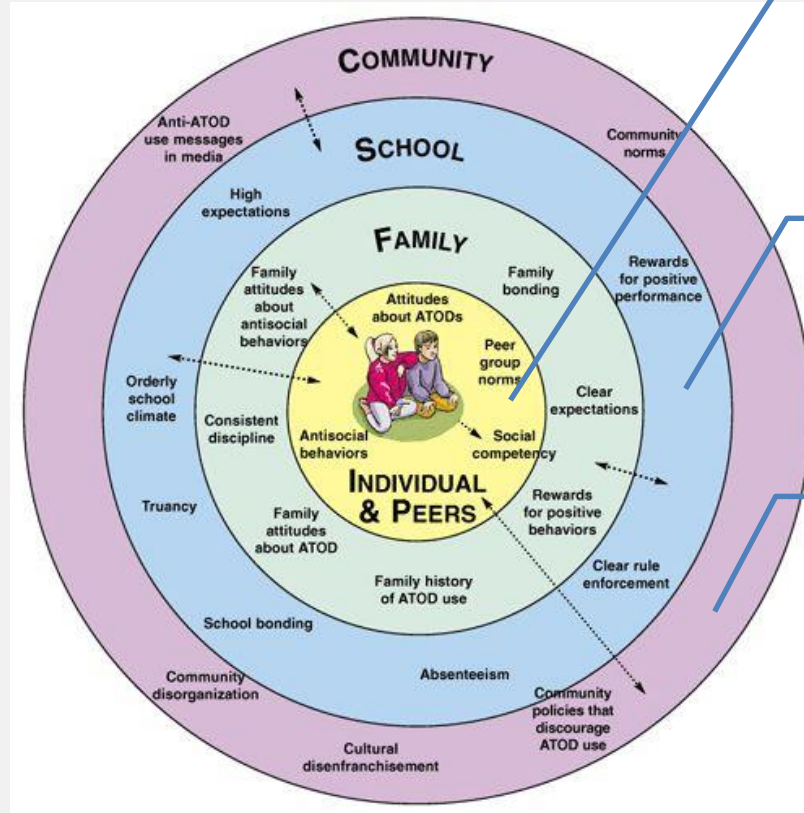 COMMUNITY
Anti-ATOD
use messages
in media
Community
norms
SCHOOL
High
expectations
Rewards
for positive
performance
Orderly
school
climate
Truancy
Clear rule
enforcement
School bonding
Absenteeism
FAMILY
Family
attitudes
about
antisocial
behaviors
Family
bonding
Consistent
discipline
Clear
expectations
Rewards
for positive
behaviors
Family
attitudes
about ATOD
Family history
of ATOD use
Attitudes
about ATODs
Peer
group
norms
Antisocial
behaviors
Social
competency
INDIVIDUAL
& PEERS
Community
disorganization
Cultural
disenfranchisement
Community
policies that
discourage
ATOD use